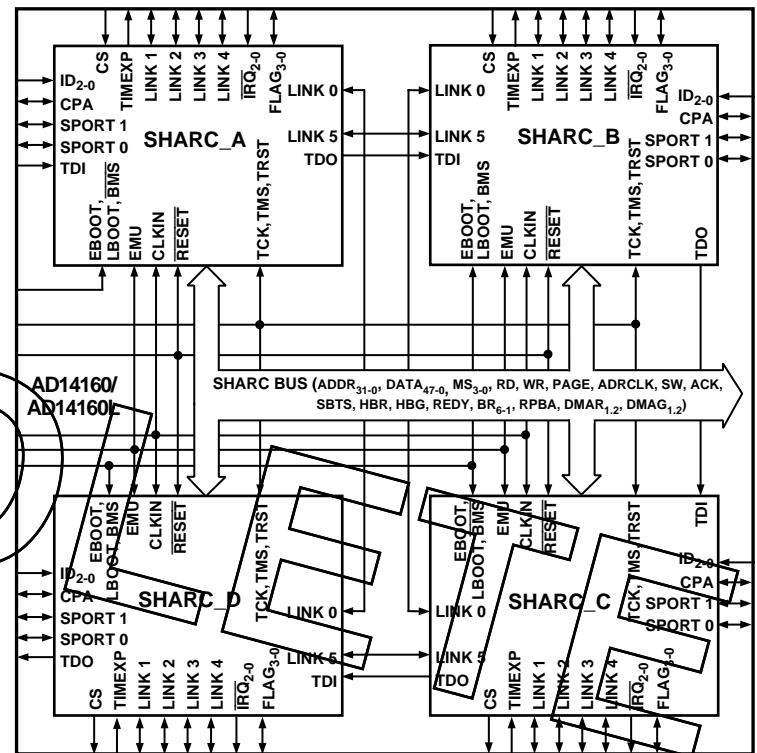 CS
TIMEXP
LINK 1
LINK 2
LINK 3
LINK 4
IRQ2-0
FLAG3-0
ID2-0
CPA
SPORT 1
SPORT 0
TDI
LINK 0
LINK 5
TDO
SHARC_A
EBOOT,
LBOOT, BMS
EMU
CLKIN
RESET
TCK, TMS, TRST
CS
TIMEXP
LINK 1
LINK 2
LINK 3
LINK 4
IRQ2-0
FLAG3-0
LINK 0
LINK 5
TDI
SHARC_B
ID2-0
CPA
SPORT 1
SPORT 0
EBOOT,
LBOOT, BMS
EMU
CLKIN
RESET
TCK, TMS, TRST
TDO
AD14160/
AD14160L
SHARC BUS (ADDR31-0, DATA47-0, MS3-0, RD, WR, PAGE, ADRCLK, SW, ACK,
SBTS, HBR, HBG, REDY, BR6-1, RPBA, DMAR1.2, DMAG1.2)
EBOOT,
LBOOT, BMS
EMU
CLKIN
RESET
TCK, TMS, TRST
ID2-0
CPA
SPORT 1
SPORT 0
TDO
SHARC_D
LINK 0
LINK 5
TDI
CS
TIMEXP
LINK 1
LINK 2
LINK 3
LINK 4
IRQ2-0
FLAG3-0
EBOOT,
LBOOT, BMS
EMU
CLKIN
RESET
TCK, TMS, TRST
TDI
LINK 0
LINK 5
TDO
SHARC_C
ID2-0
CPA
SPORT 1
SPORT 0
CS
TIMEXP
LINK 1
LINK 2
LINK 3
LINK 4
IRQ2-0
FLAG3-0